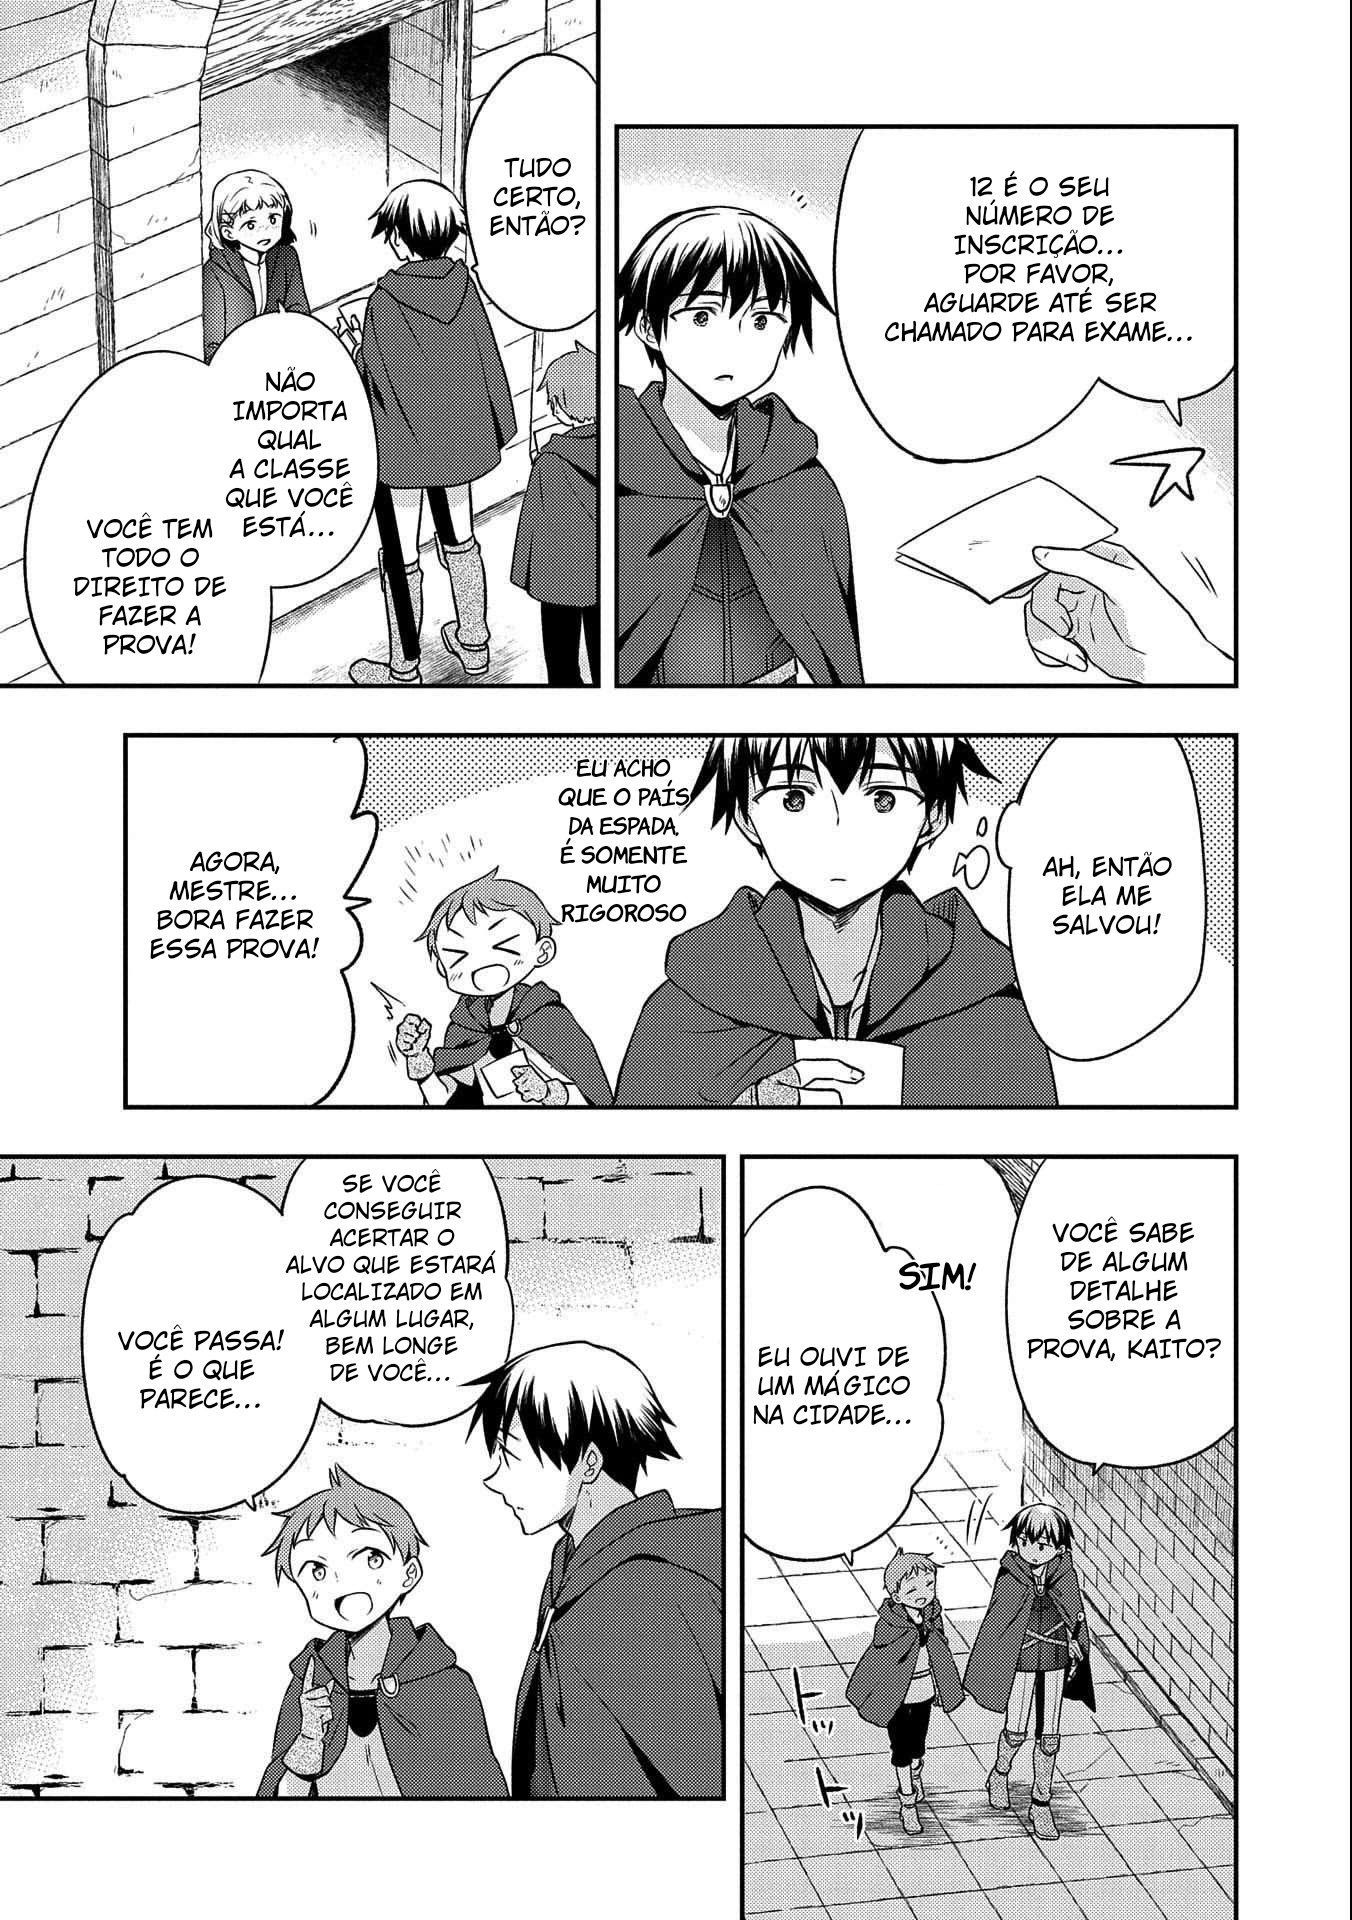 12 É O SEU
NÚMERO DE
INSCRIÇÃO...
POR FAVOR,
AGUARDE ATÉ SER
CHAMADO PARA EXAME...
TUDO
CERTO,
ENTÃO?
NÃO
IMPORTA
QUAL
A CLASSE
QUE VOCÊ
ESTÁ...
VOCÊ TEM
TODO O
DIREITO DE
FAZER A
PROVA!
AH, ENTÃO
ELA ME
SALVOU!
EU ACHO
QUE O PAÍS
DA ESPADA,
É SOMENTE
MUITO
RIGOROSO
AGORA,
MESTRE...
BORA FAZER
ESSA PROVA!
VOCÊ SABE
DE ALGUM
DETALHE
SOBRE A
PROVA, KAITO?
SIM!
EU OUVI DE
UM MÁGICO
NA CIDADE...
トッ
トッ
SE VOCÊ
CONSEGUIR
ACERTAR O
ALVO QUE ESTARÁ
LOCALIZADO EM
ALGUM LUGAR,
BEM LONGE
DE VOCÊ...
VOCÊ PASSA!
É O QUE
PARECE...